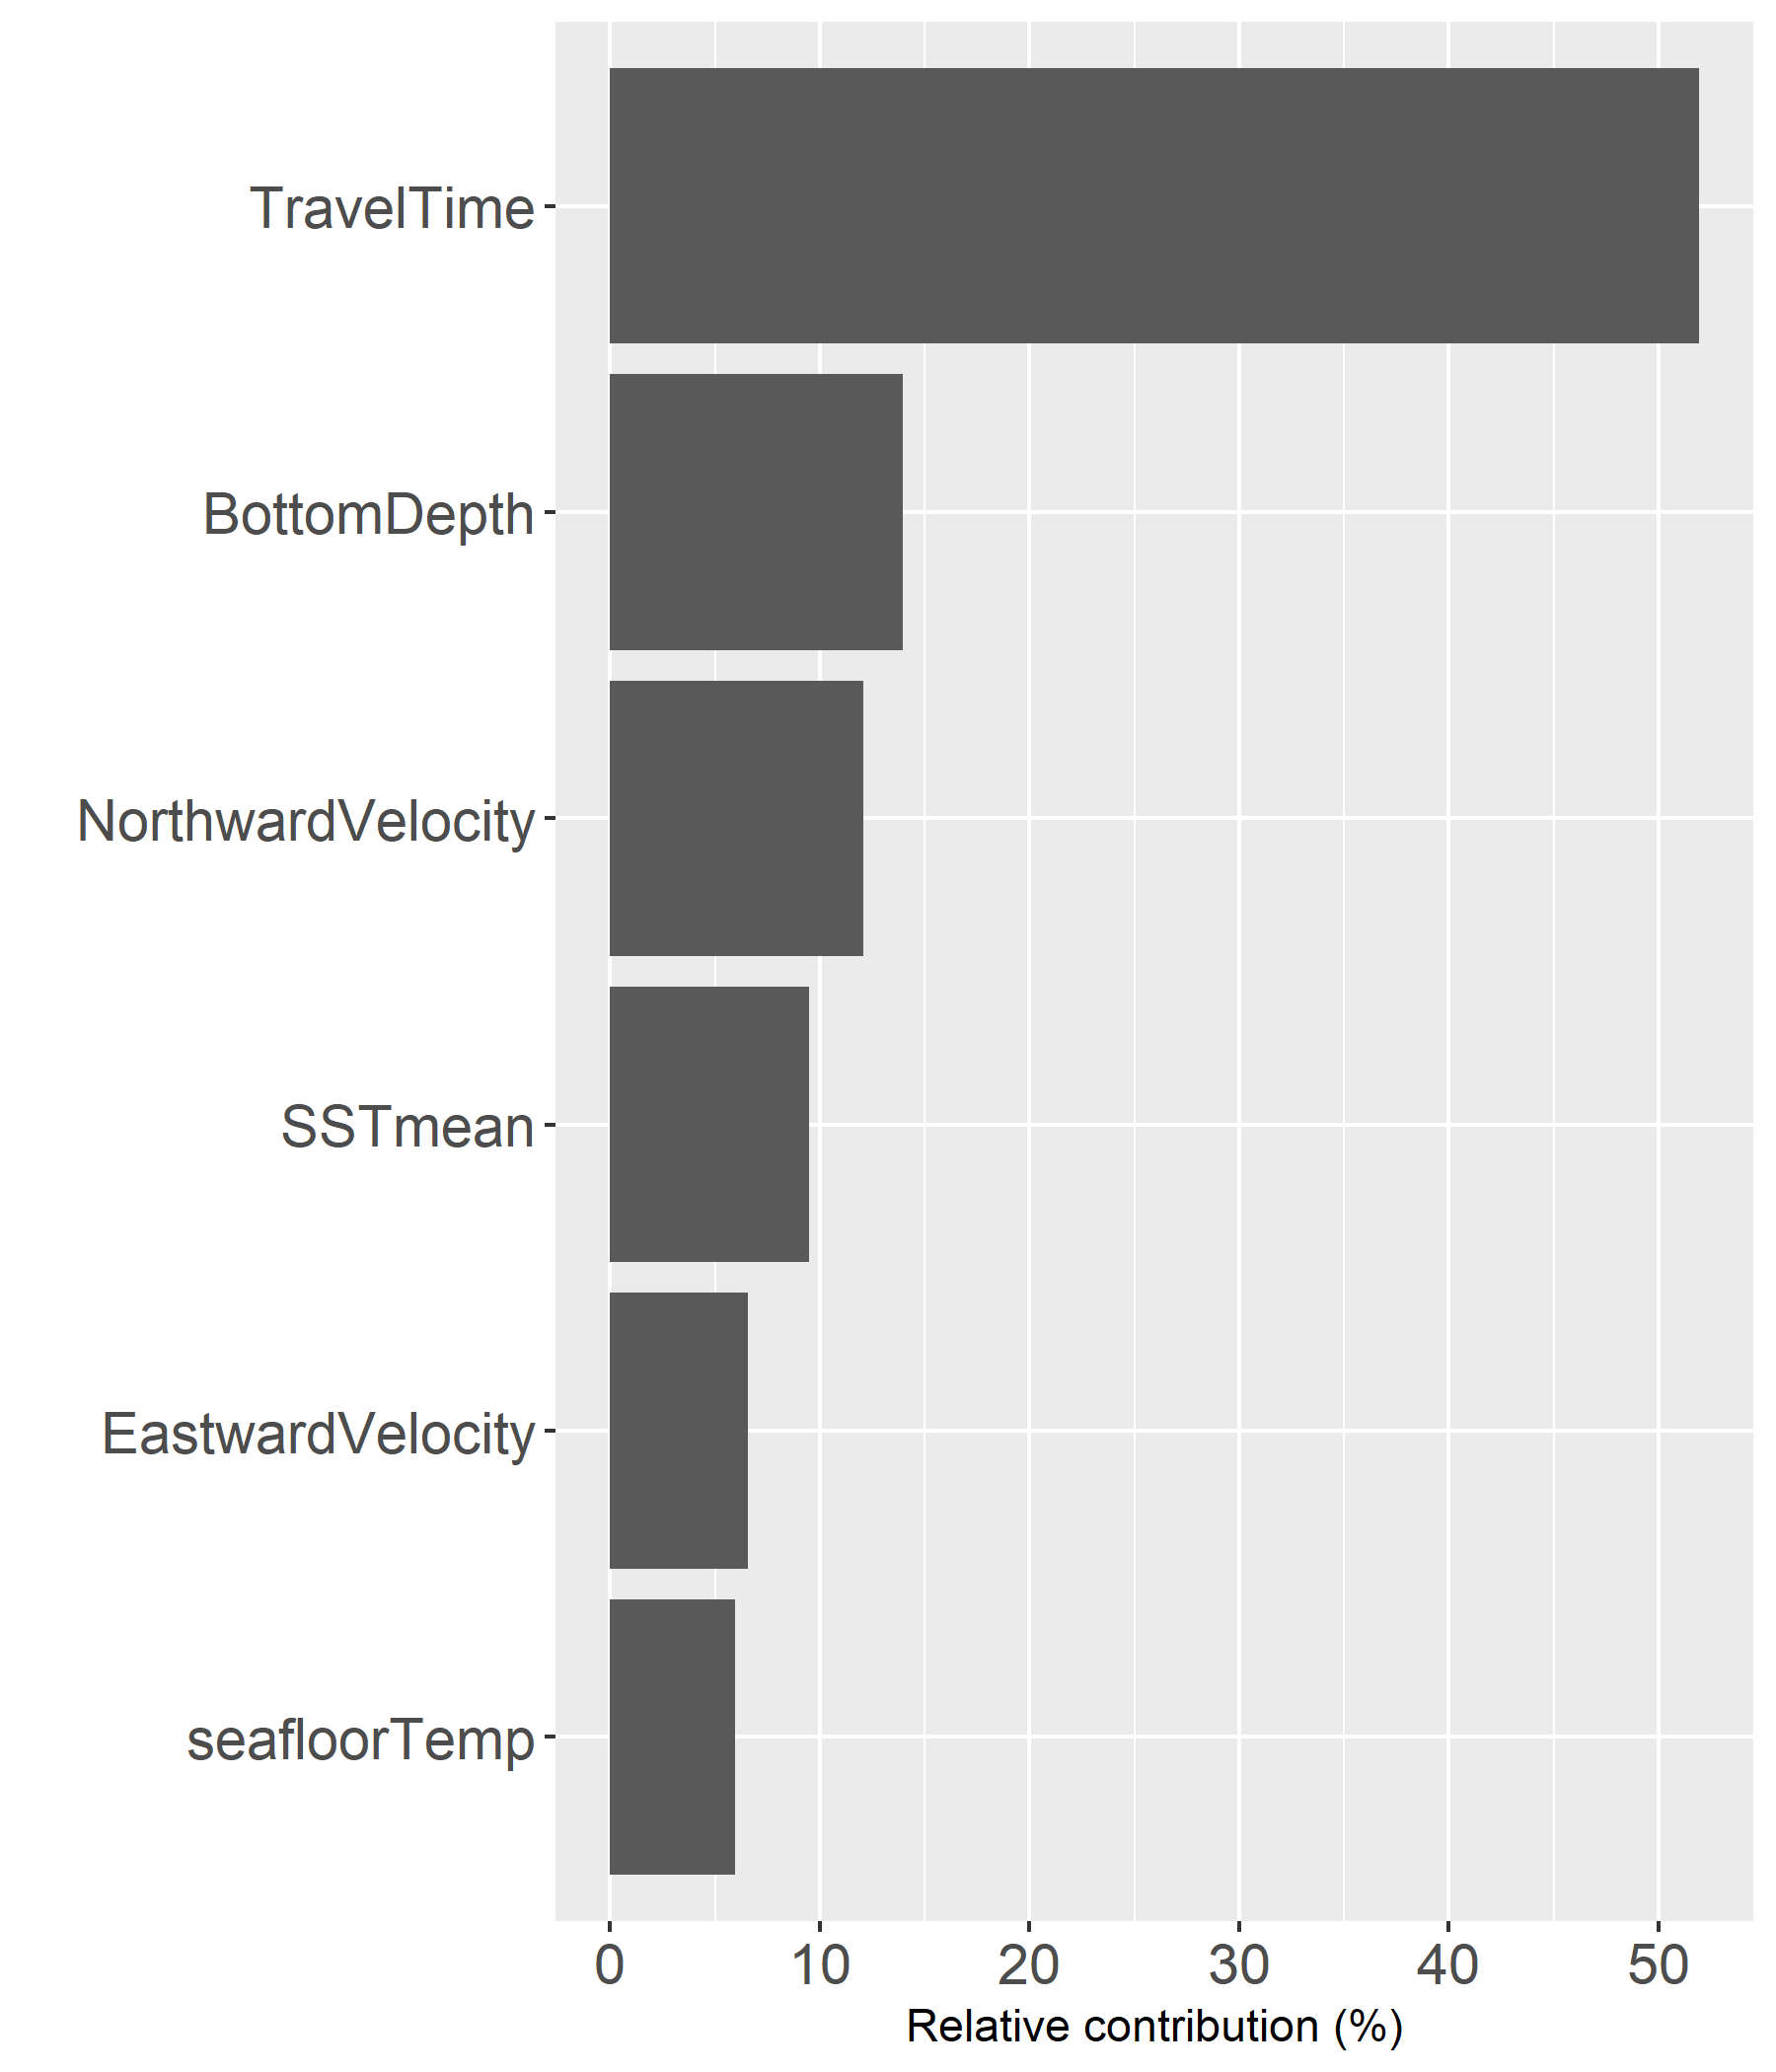 TravelTime
BottomDepth
NorthwardVelocity
SSTmean
EastwardVelocity
seafloorTemp
0 10 20 30 40 50
Relative contribution (%)